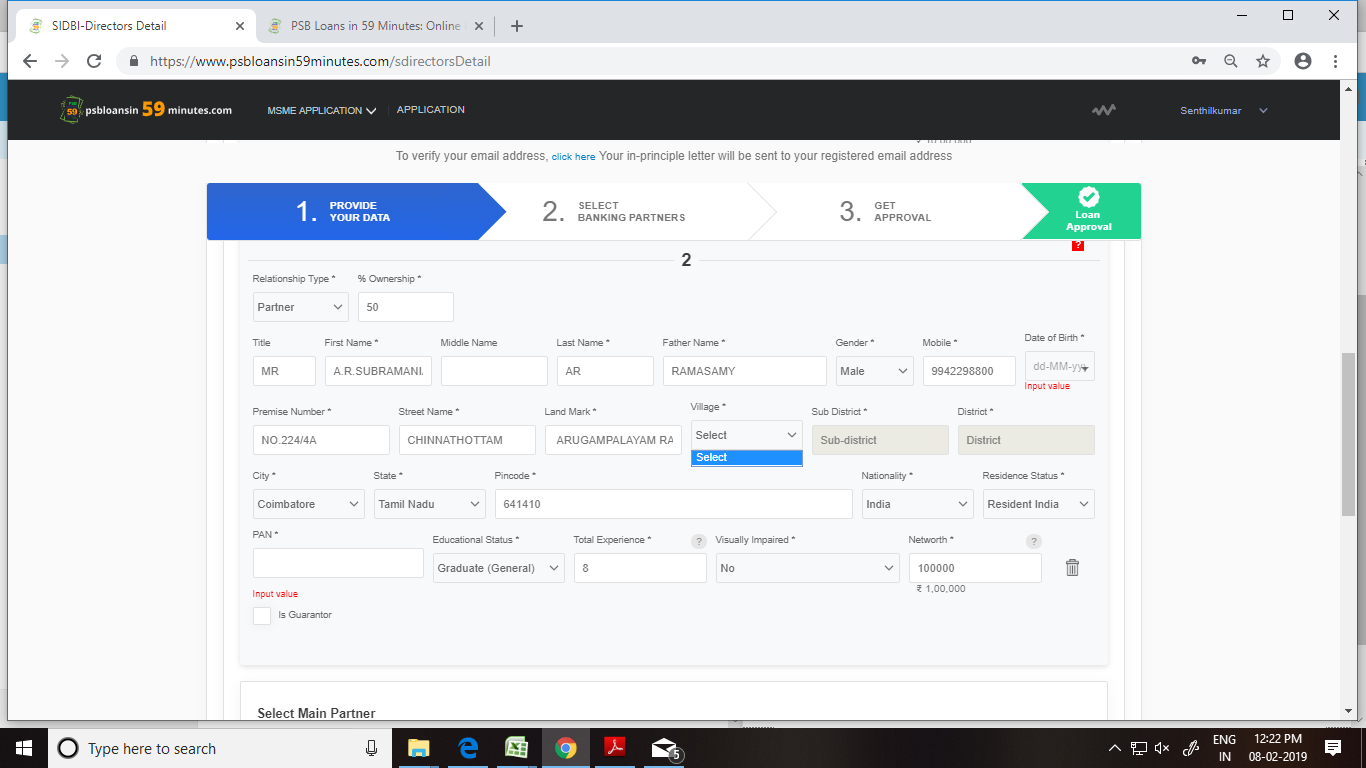 SIDBI-Directors Detail
PSB Loans in 59 Minutes: Online
https://www.psbloansin59minutes.com/sdirectorsDetail
psbloansin 59 minutes.com
MSME APPLICATION
APPLICATION
Senthilkumar
To verify your email address, click here Your in-principle letter will be sent to your registered email address
1. PROVIDE YOUR DATA
2. SELECT BANKING PARTNERS
3. GET APPROVAL
Loan Approval
?
2
Relationship Type * % Ownership *
Partner 50
Title First Name * Middle Name Last Name * Father Name * Gender * Mobile * Date of Birth *
MR A.R.SUBRAMANI AR RAMASAMY Male 9942298800 dd-MM-yy
Input value
Premise Number * Street Name * Land Mark * Village * Sub District * District *
NO.224/4A CHINNATHOTTAM ARUGAMPALAYAM RA Select Sub-district District
Select
City * State * Pincode * Nationality * Residence Status *
Coimbatore Tamil Nadu 641410 India Resident India
PAN * Educational Status * Total Experience * ? Visually Impaired * Networth * ?
Graduate (General) 8 No 100000
₹ 1,00,000
Input value
Is Guarantor
Select Main Partner
Type here to search
5
ENG
IN
12:22 PM
08-02-2019